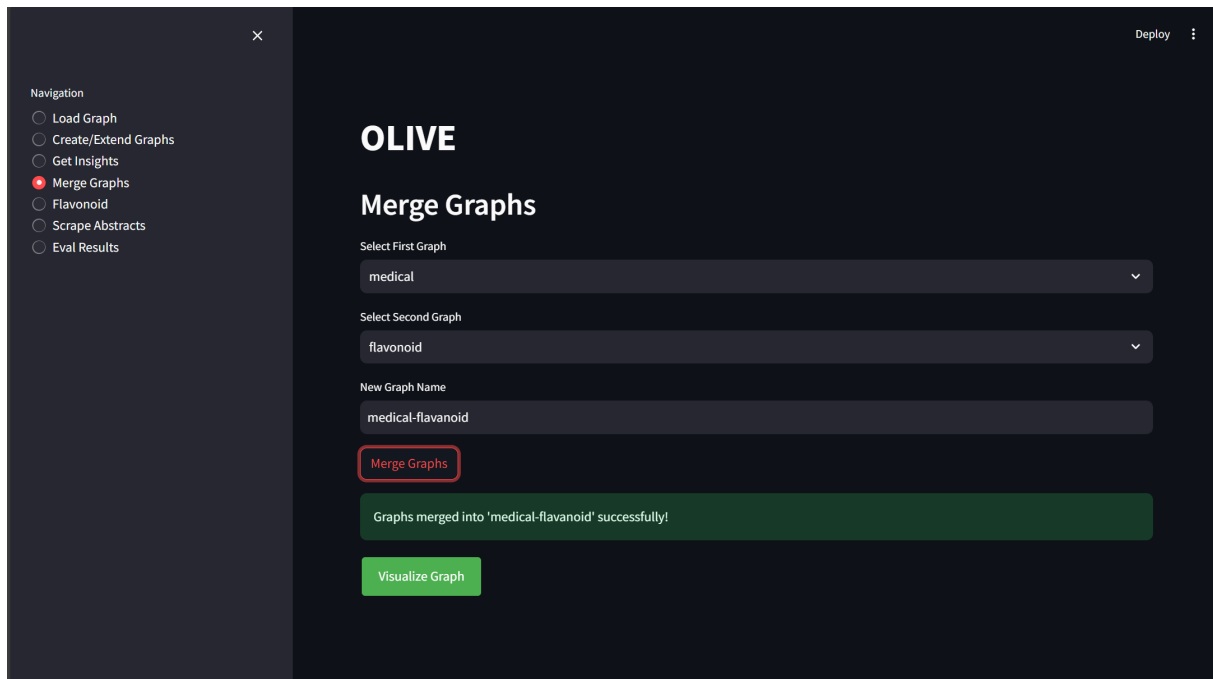 Navigation
Load Graph
Create/Extend Graphs
Get Insights
Merge Graphs
Flavonoid
Scrape Abstracts
Eval Results
Deploy
OLIVE
Merge Graphs
Select First Graph
medical
Select Second Graph
flavonoid
New Graph Name
medical-flavanoid
Merge Graphs
Graphs merged into 'medical-flavanoid' successfully!
Visualize Graph